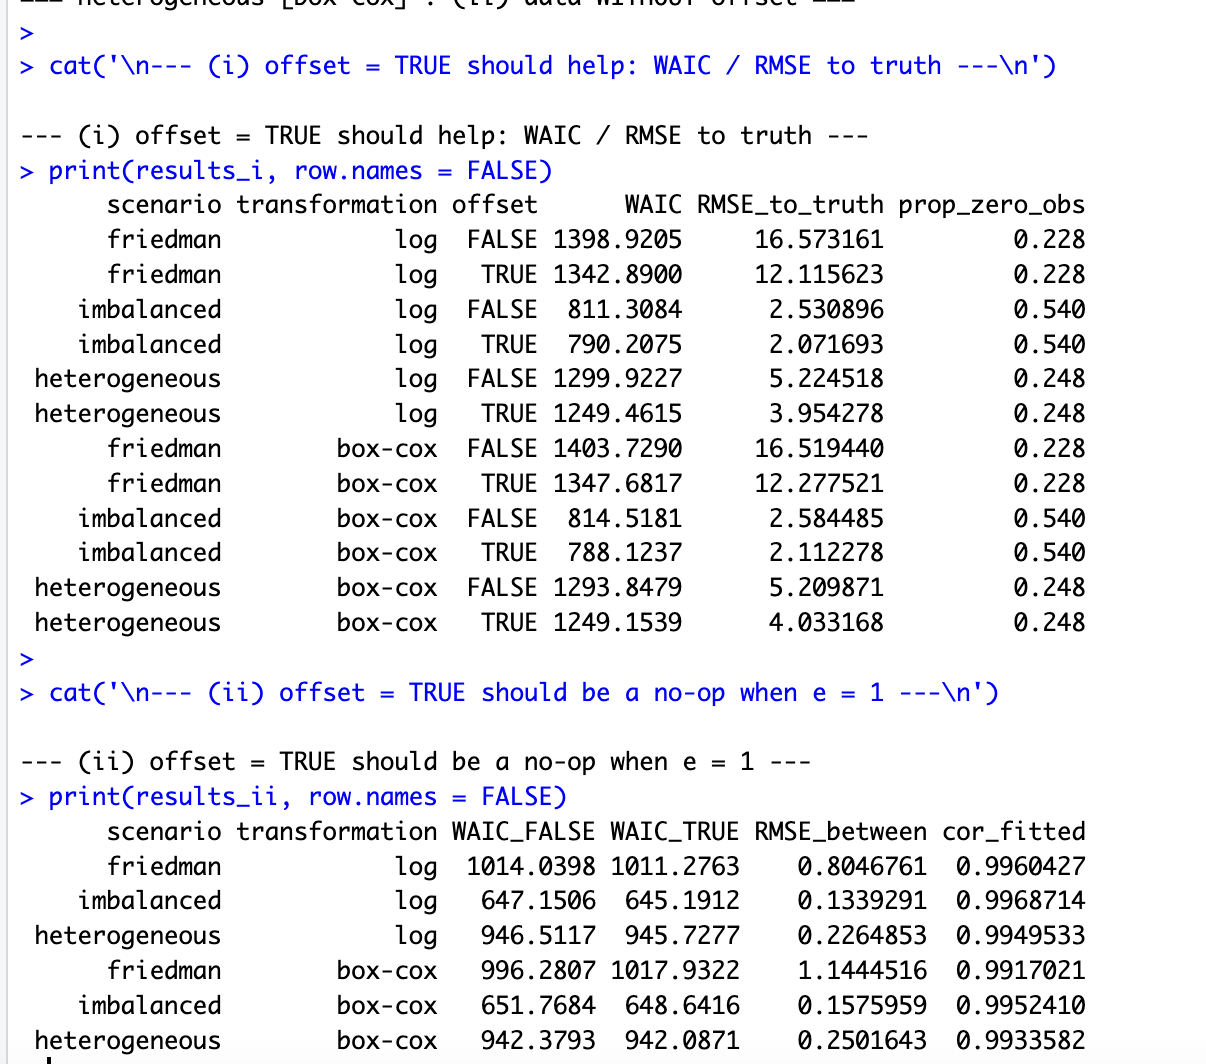 --- heterogeneous [box-cox] : (ii) data WITHOUT offset ---
>
> cat('\n--- (i) offset = TRUE should help: WAIC / RMSE to truth ---\n')
--- (i) offset = TRUE should help: WAIC / RMSE to truth ---
> print(results_i, row.names = FALSE)
scenario transformation offset WAIC RMSE_to_truth prop_zero_obs
friedman log FALSE 1398.9205 16.573161 0.228
friedman log TRUE 1342.8900 12.115623 0.228
imbalanced log FALSE 811.3084 2.530896 0.540
imbalanced log TRUE 790.2075 2.071693 0.540
heterogeneous log FALSE 1299.9227 5.224518 0.248
heterogeneous log TRUE 1249.4615 3.954278 0.248
friedman box-cox FALSE 1403.7290 16.519440 0.228
friedman box-cox TRUE 1347.6817 12.277521 0.228
imbalanced box-cox FALSE 814.5181 2.584485 0.540
imbalanced box-cox TRUE 788.1237 2.112278 0.540
heterogeneous box-cox FALSE 1293.8479 5.209871 0.248
heterogeneous box-cox TRUE 1249.1539 4.033168 0.248
>
> cat('\n--- (ii) offset = TRUE should be a no-op when e = 1 ---\n')
--- (ii) offset = TRUE should be a no-op when e = 1 ---
> print(results_ii, row.names = FALSE)
scenario transformation WAIC_FALSE WAIC_TRUE RMSE_between cor_fitted
friedman log 1014.0398 1011.2763 0.8046761 0.9960427
imbalanced log 647.1506 645.1912 0.1339291 0.9968714
heterogeneous log 946.5117 945.7277 0.2264853 0.9949533
friedman box-cox 996.2807 1017.9322 1.1444516 0.9917021
imbalanced box-cox 651.7684 648.6416 0.1575959 0.9952410
heterogeneous box-cox 942.3793 942.0871 0.2501643 0.9933582